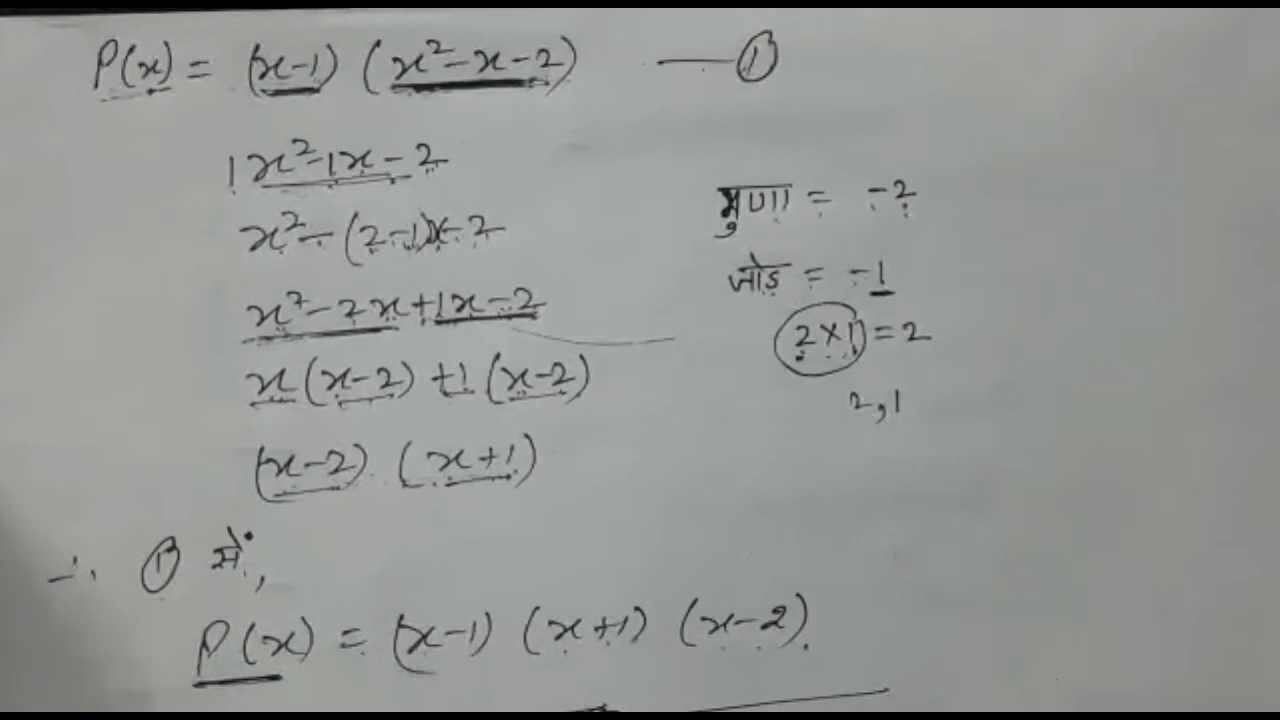 P(x) = (x-1) (x²-x-2) — ①
1x²-1x-2
x²-(2-1)x-2
x²-2x+1x-2
x(x-2)+1(x-2)
(x-2) (x+1)
गुणा = -2
जोड़ = -1
2×1=2
2,1
∴ ① से,
P(x) = (x-1) (x+1) (x-2).